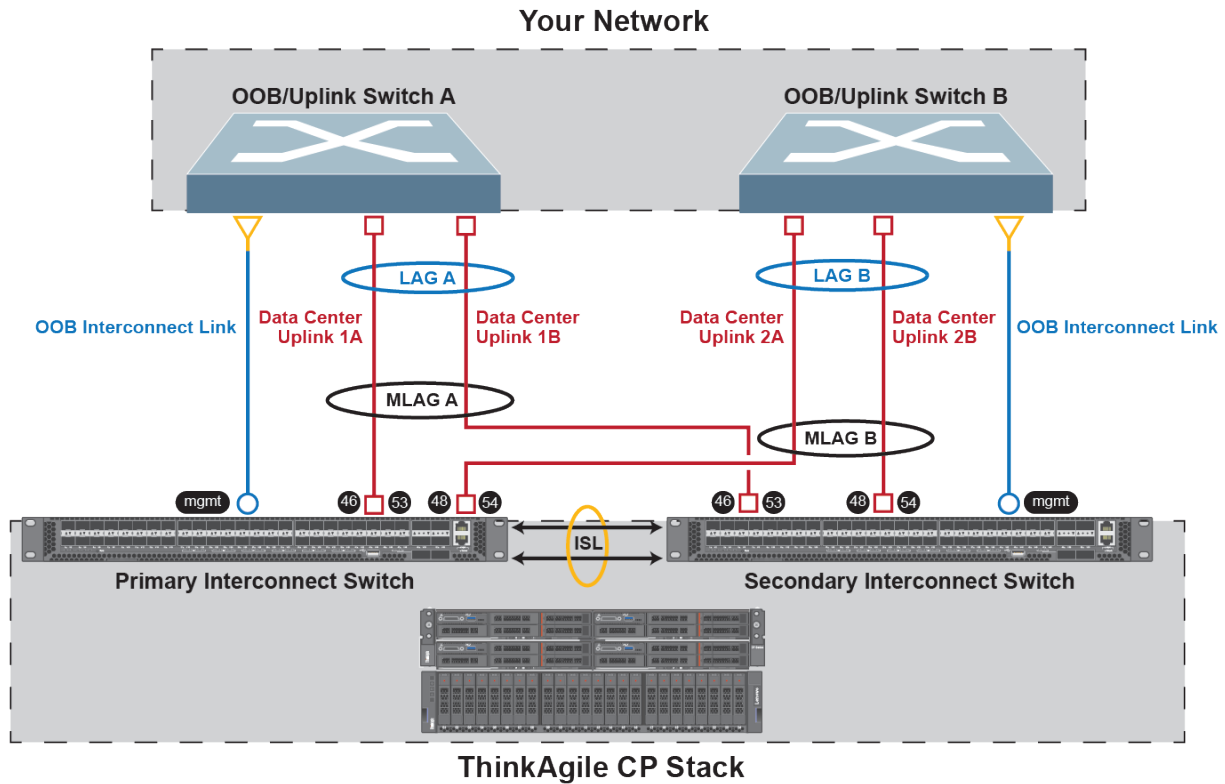 Your Network
OOB/Uplink Switch A
OOB/Uplink Switch B
LAG A
LAG B
OOB Interconnect Link
Data Center
Uplink 1A
Data Center
Uplink 1B
Data Center
Uplink 2A
Data Center
Uplink 2B
OOB Interconnect Link
MLAG A
MLAG B
mgmt
46
53
48
54
46
53
48
54
mgmt
ISL
Primary Interconnect Switch
Secondary Interconnect Switch
ThinkAgile CP Stack